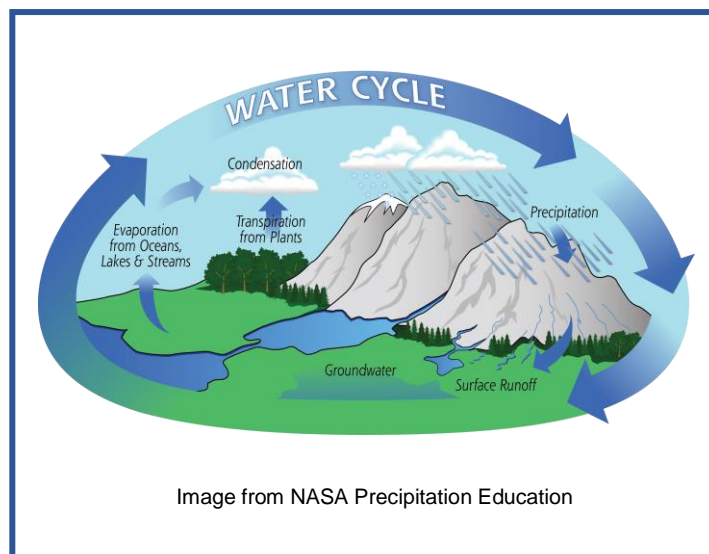 WATER CYCLE
Condensation
Precipitation
Evaporation
from Oceans,
Lakes & Streams
Transpiration
from Plants
Groundwater
Surface Runoff
Image from NASA Precipitation Education